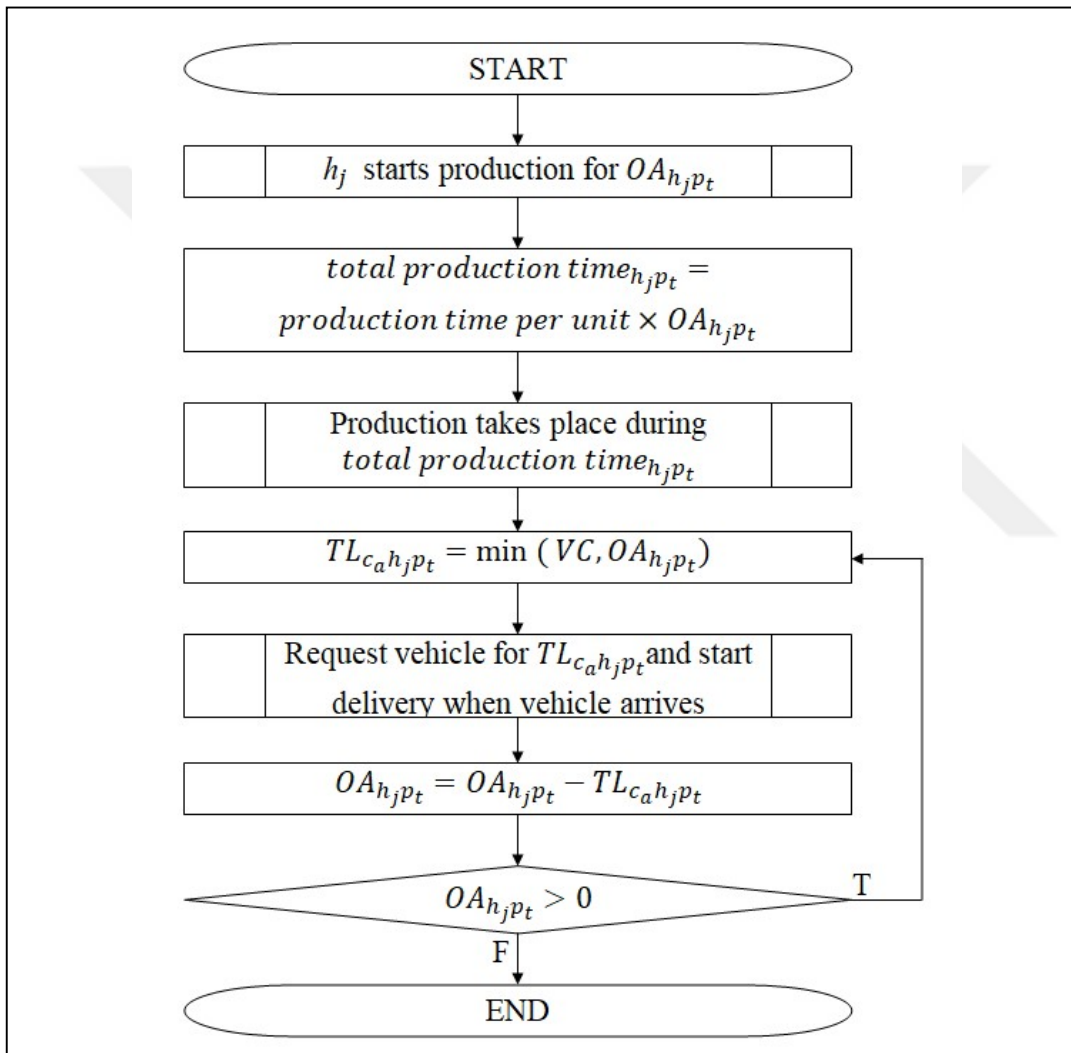 START
h_j starts production for OA_{h_j p_t}
total production time_{h_j p_t} =
production time per unit × OA_{h_j p_t}
Production takes place during
total production time_{h_j p_t}
TL_{c_a h_j p_t} = min ( VC, OA_{h_j p_t})
Request vehicle for TL_{c_a h_j p_t} and start
delivery when vehicle arrives
OA_{h_j p_t} = OA_{h_j p_t} − TL_{c_a h_j p_t}
OA_{h_j p_t} > 0
T
F
END